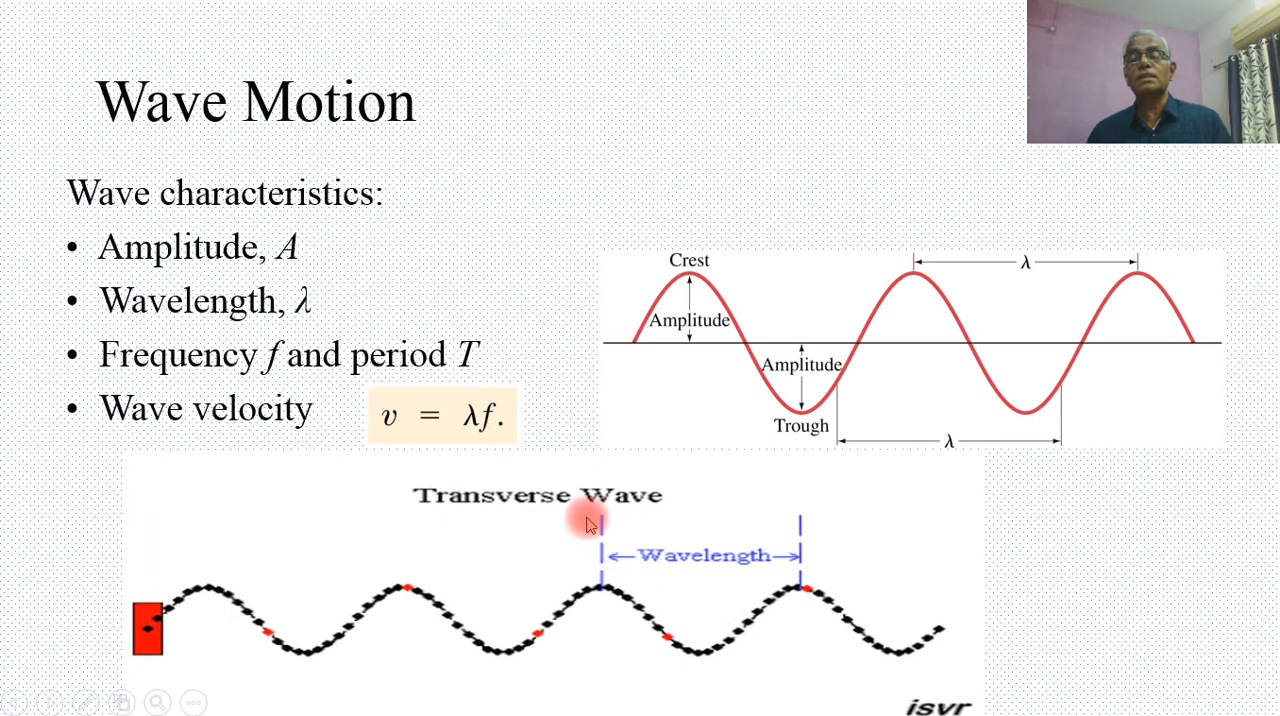 Wave Motion
Wave characteristics:
• Amplitude, A
• Wavelength, λ
• Frequency f and period T
• Wave velocity
v = λf.
Crest
λ
Amplitude
Amplitude
Trough
λ
Transverse Wave
Wavelength
isvr